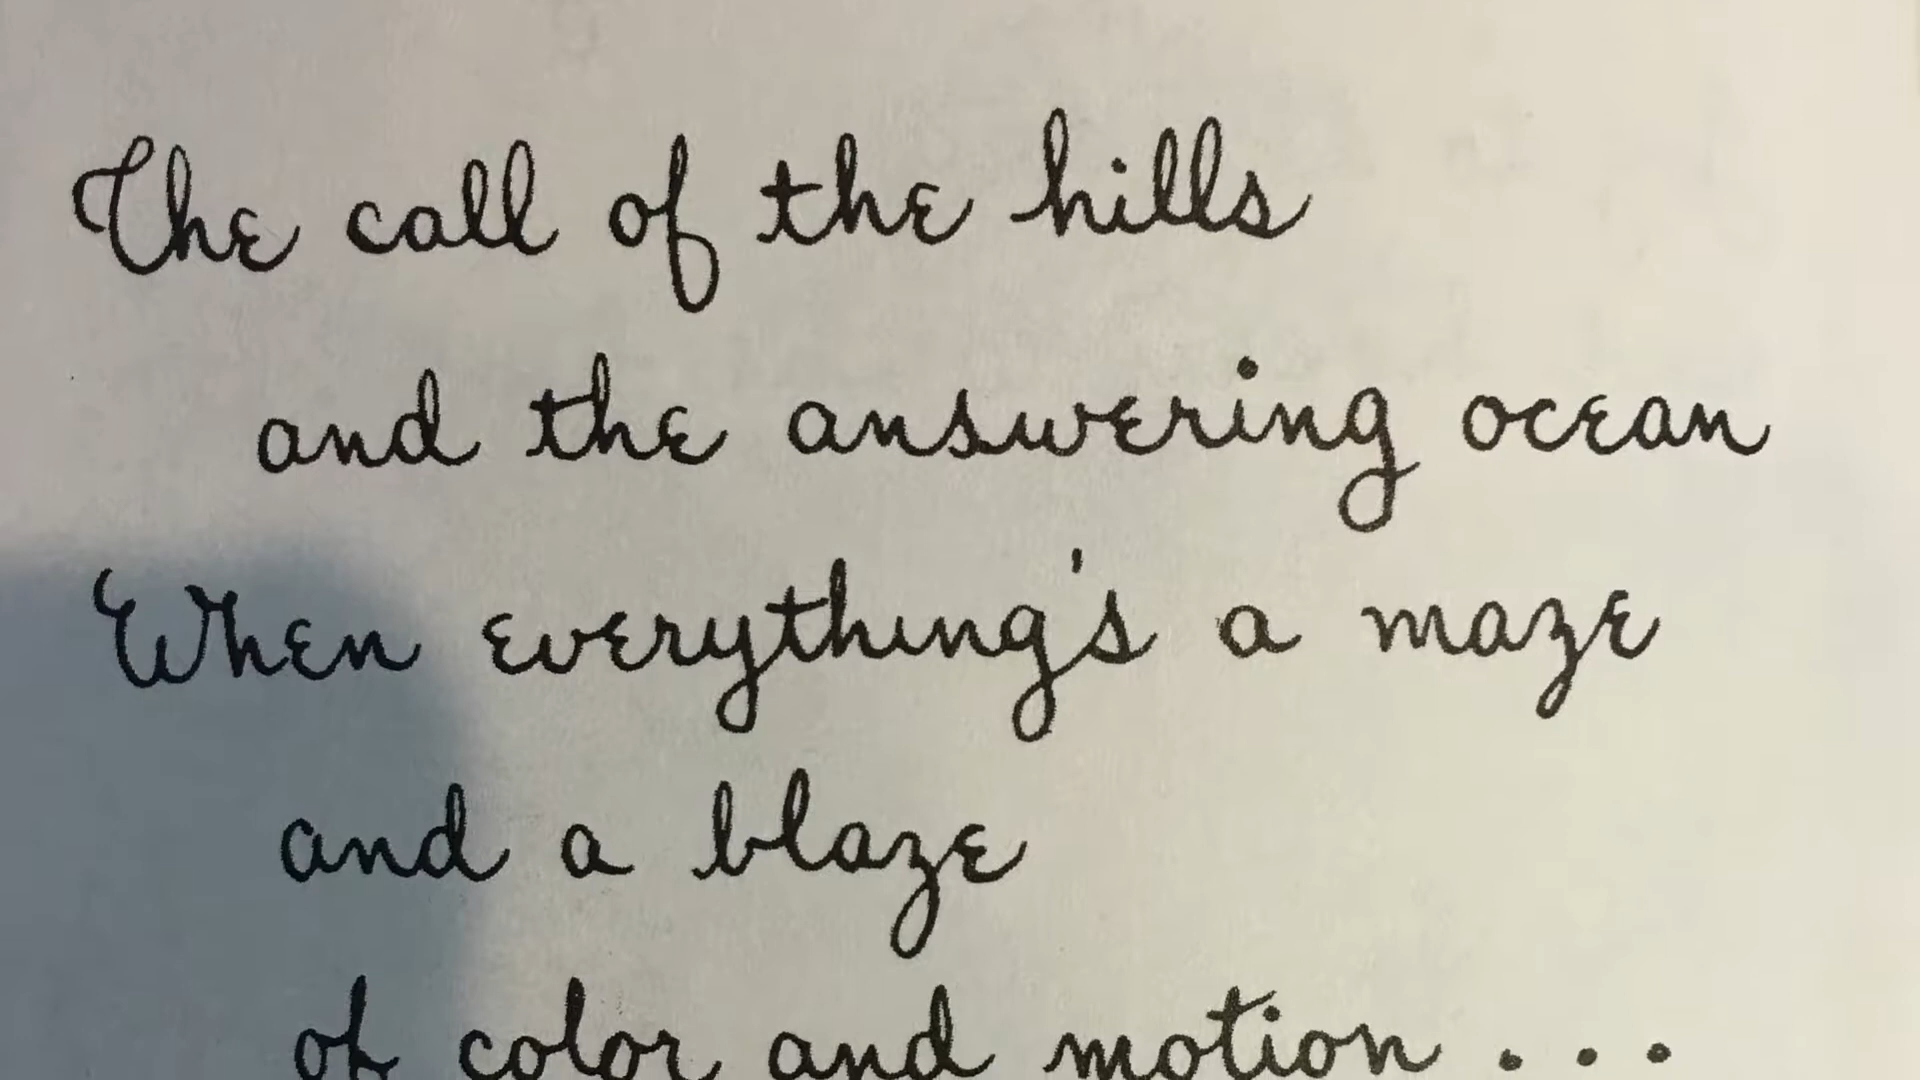 The call of the hills
and the answering ocean
When everything's a maze
and a blaze
of color and motion...